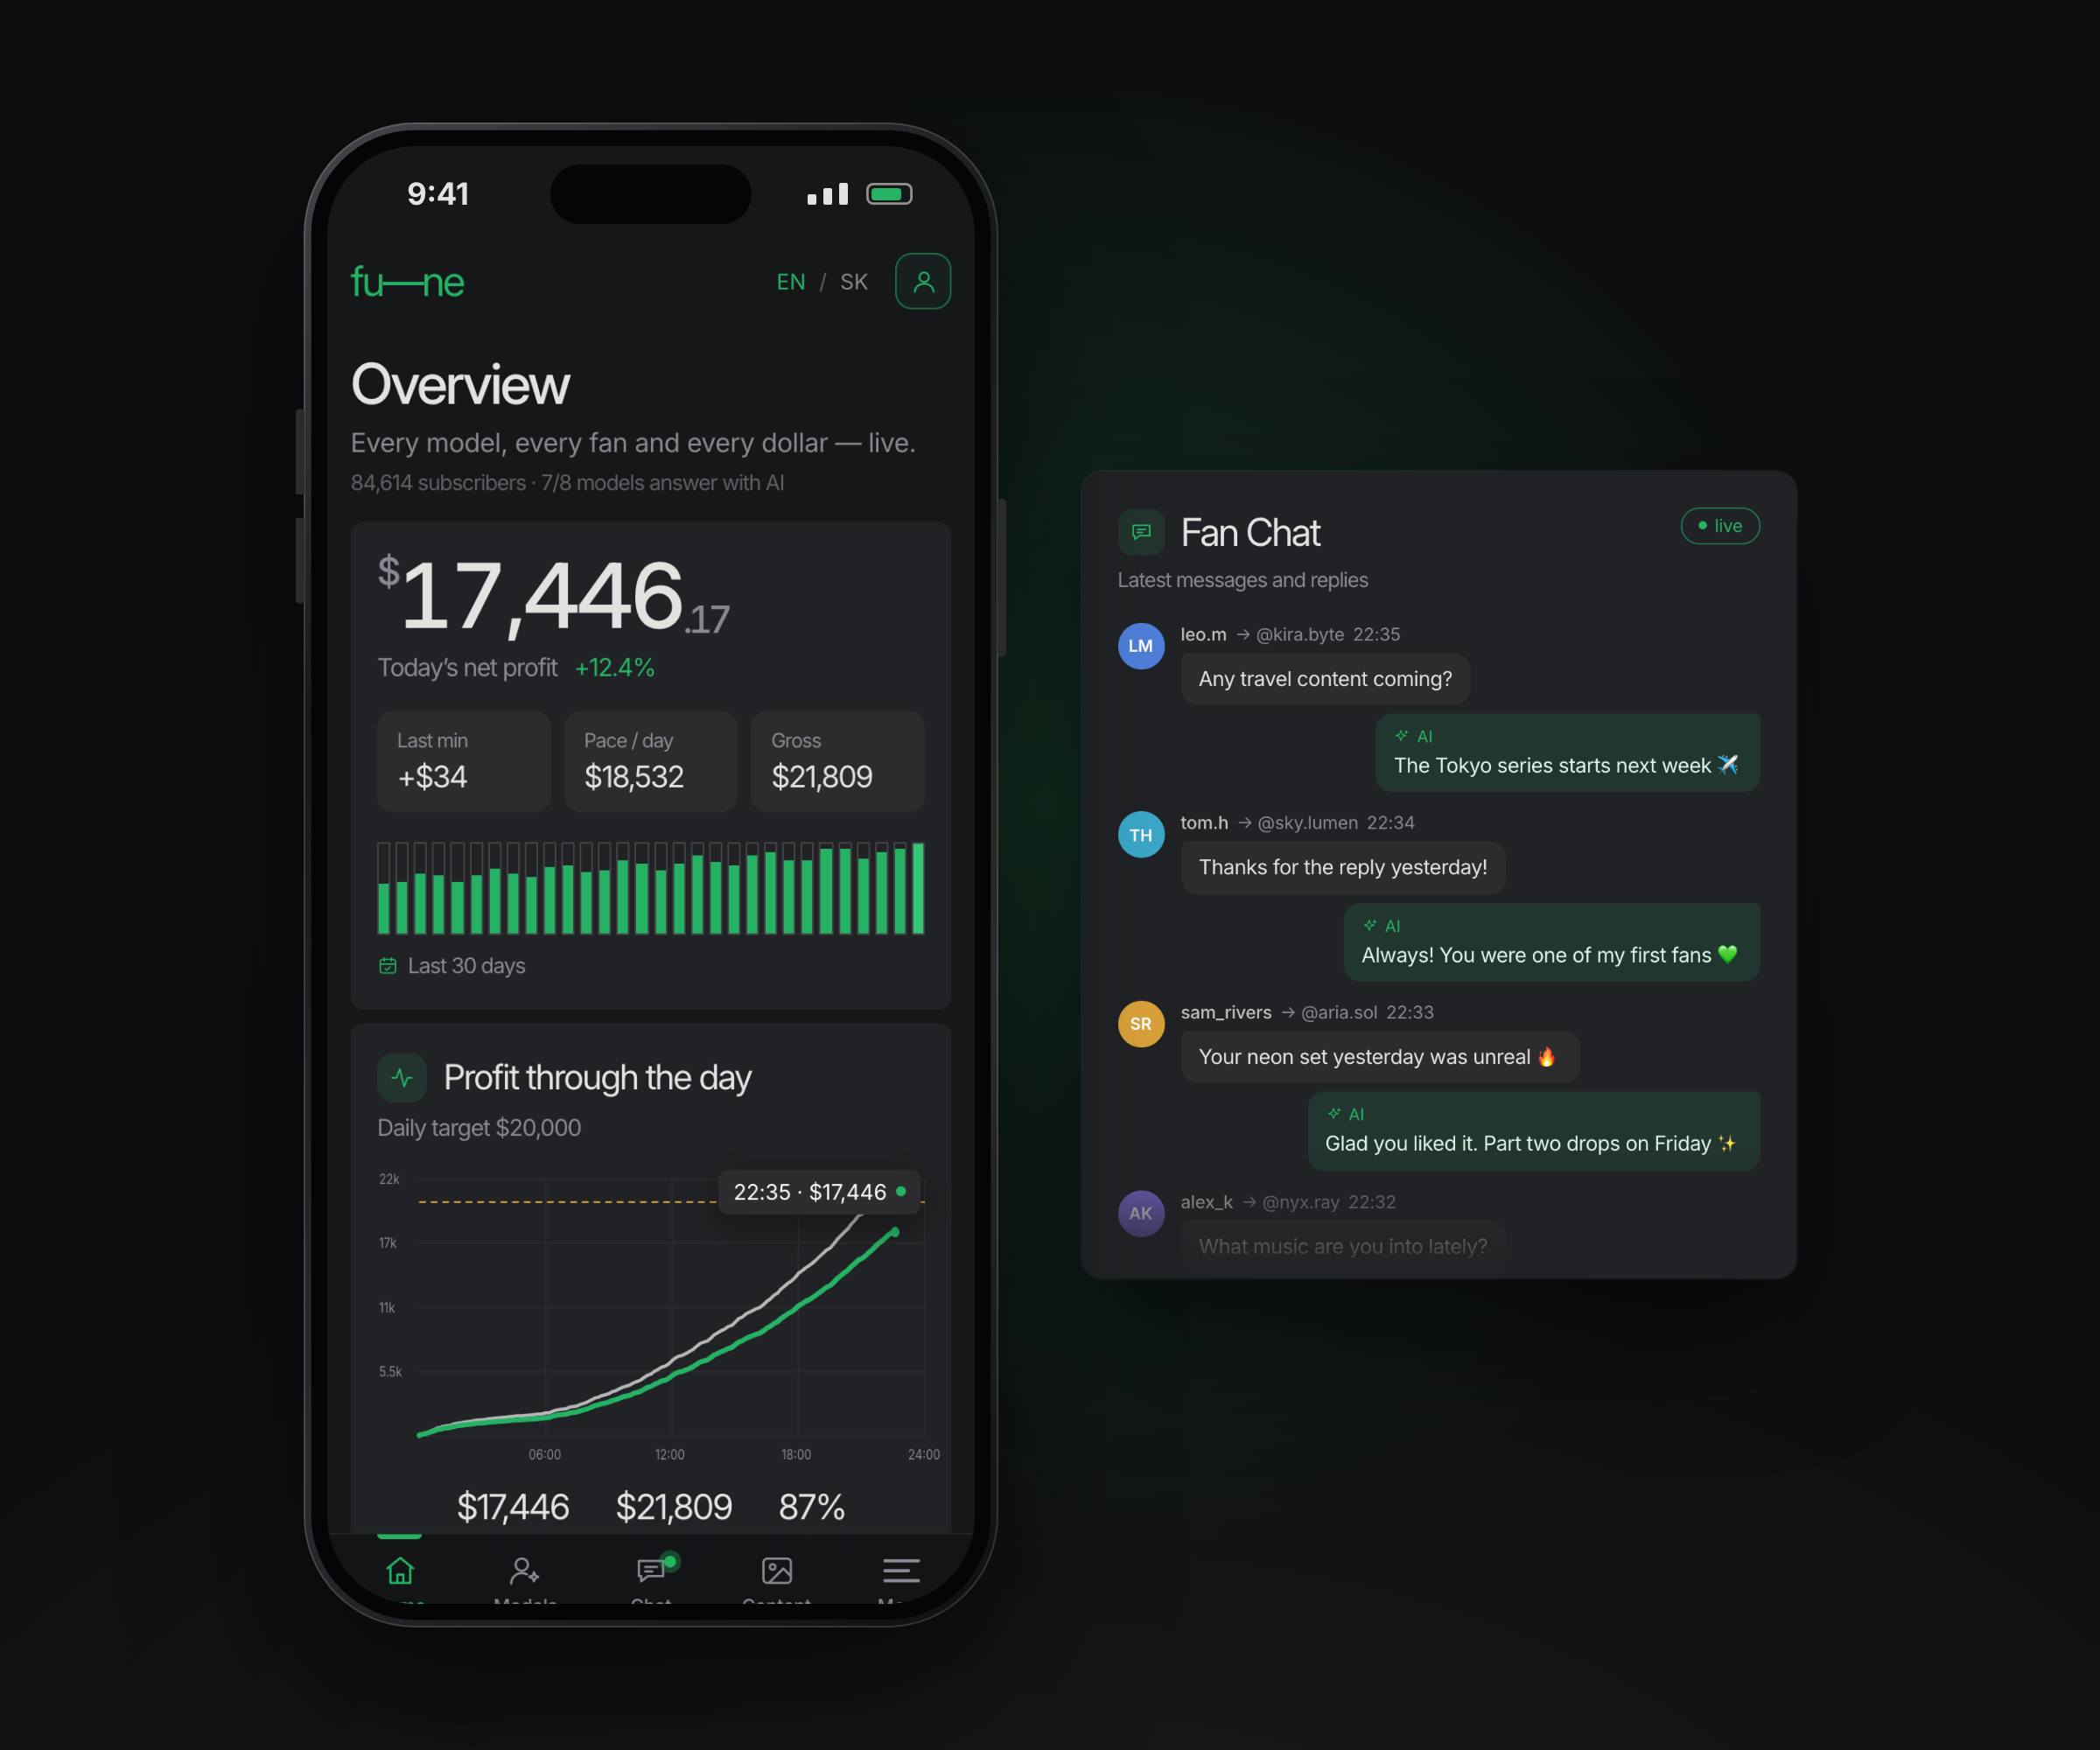 9:41
fu—ne
EN / SK
Overview
Every model, every fan and every dollar — live.
84,614 subscribers · 7/8 models answer with AI
$17,446.17
Today's net profit +12.4%
Last min
+$34
Pace / day
$18,532
Gross
$21,809
Last 30 days
Profit through the day
Daily target $20,000
22:35 · $17,446
22k
17k
11k
5.5k
06:00 12:00 18:00 24:00
$17,446 $21,809 87%
Models Chat Content
Fan Chat
live
Latest messages and replies
LM
leo.m → @kira.byte 22:35
Any travel content coming?
AI
The Tokyo series starts next week ✈️
TH
tom.h → @sky.lumen 22:34
Thanks for the reply yesterday!
AI
Always! You were one of my first fans 💚
SR
sam_rivers → @aria.sol 22:33
Your neon set yesterday was unreal 🔥
AI
Glad you liked it. Part two drops on Friday ✨
AK
alex_k → @nyx.ray 22:32
What music are you into lately?